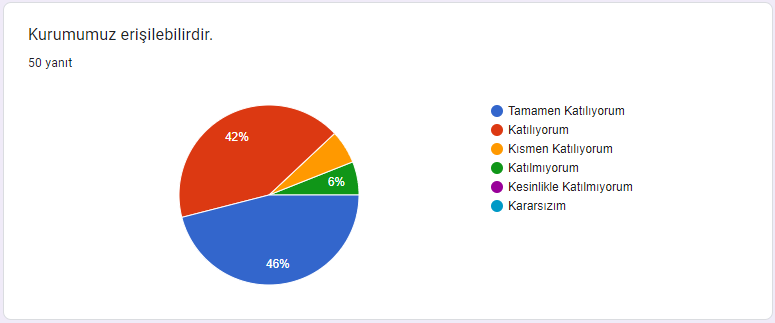 Kurumumuz erişilebilirdir.
50 yanıt
42%
6%
46%
Tamamen Katılıyorum
Katılıyorum
Kısmen Katılıyorum
Katılmıyorum
Kesinlikle Katılmıyorum
Kararsızım